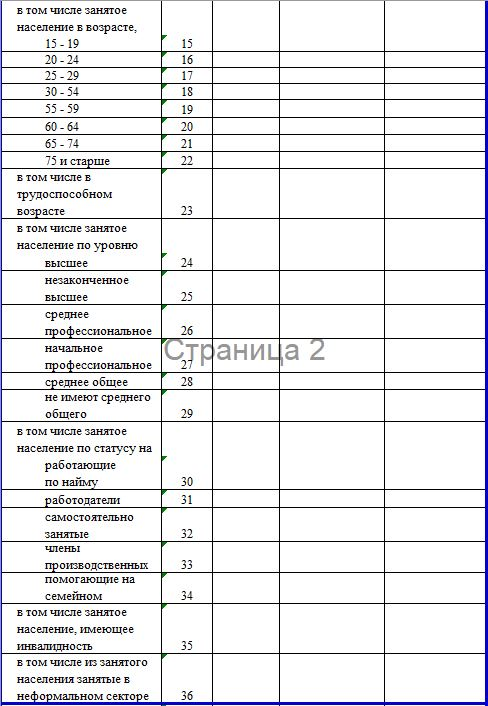 в том числе занятое
население в возрасте,
15 - 19 15
20 - 24 16
25 - 29 17
30 - 54 18
55 - 59 19
60 - 64 20
65 - 74 21
75 и старше 22
в том числе в
трудоспособном
возрасте 23
в том числе занятое
население по уровню
высшее 24
незаконченное
высшее 25
среднее
профессиональное 26
Страница 2
начальное
профессиональное 27
среднее общее 28
не имеют среднего
общего 29
в том числе занятое
население по статусу на
работающие
по найму 30
работодатели 31
самостоятельно
занятые 32
члены
производственных 33
помогающие на
семейном 34
в том числе занятое
население, имеющее
инвалидность 35
в том числе из занятого
населения занятые в
неформальном секторе 36